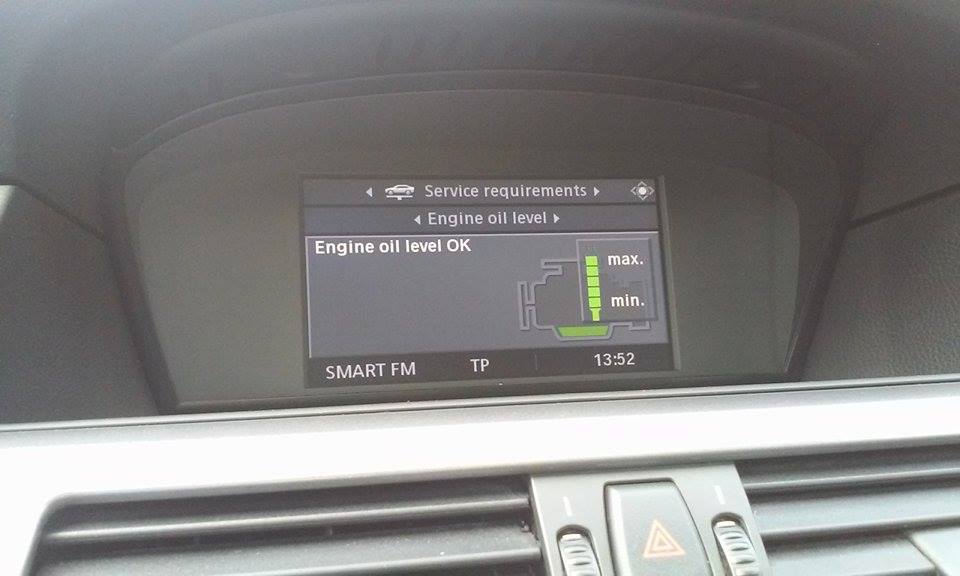 Service requirements
Engine oil level
Engine oil level OK
max.
min.
SMART FM TP 13:52